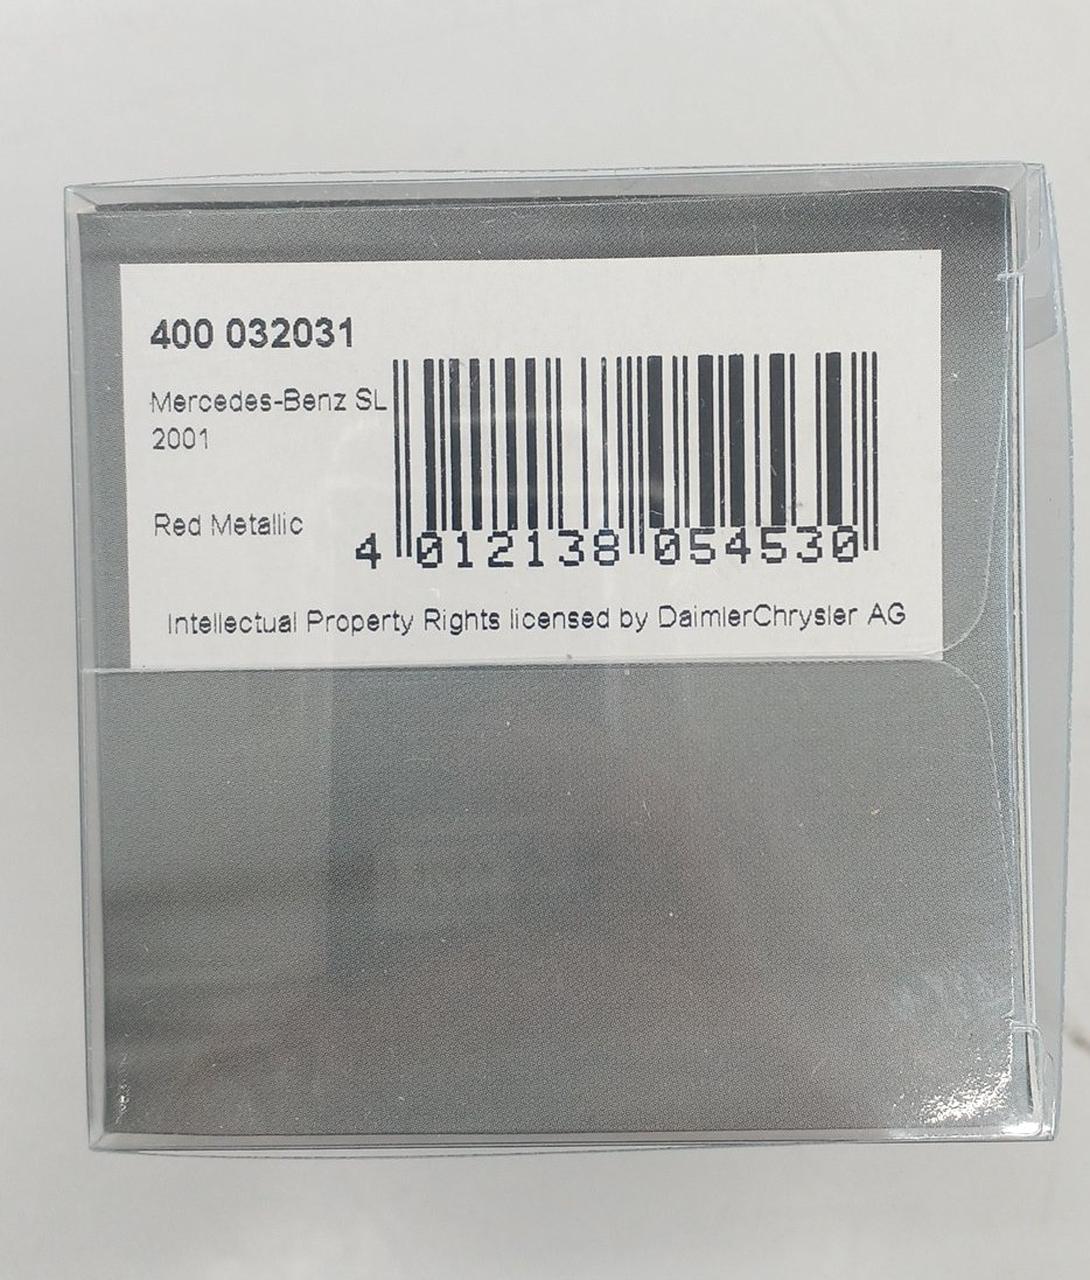 400 032031
Mercedes-Benz SL
2001
Red Metallic
4 012138 054530
Intellectual Property Rights licensed by DaimlerChrysler AG